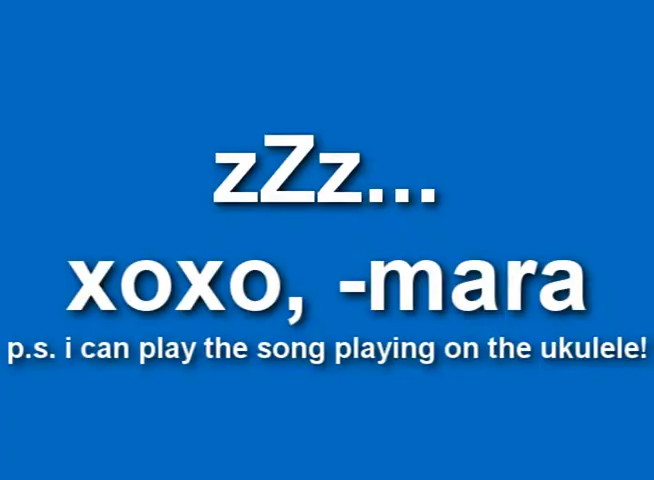 zZz...
xoxo, -mara
p.s. i can play the song playing on the ukulele!